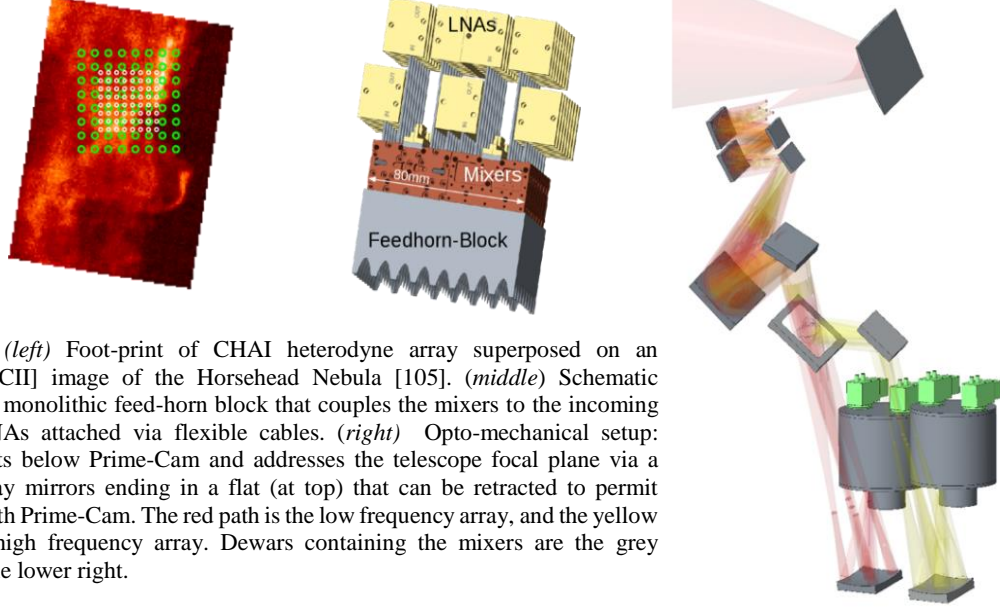 LNAs
Mixers
80mm
Feedhorn-Block
(left) Foot-print of CHAI heterodyne array superposed on an
CII] image of the Horsehead Nebula [105]. (middle) Schematic
monolithic feed-horn block that couples the mixers to the incoming
NAs attached via flexible cables. (right) Opto-mechanical setup:
ts below Prime-Cam and addresses the telescope focal plane via a
ay mirrors ending in a flat (at top) that can be retracted to permit
th Prime-Cam. The red path is the low frequency array, and the yellow
high frequency array. Dewars containing the mixers are the grey
e lower right.